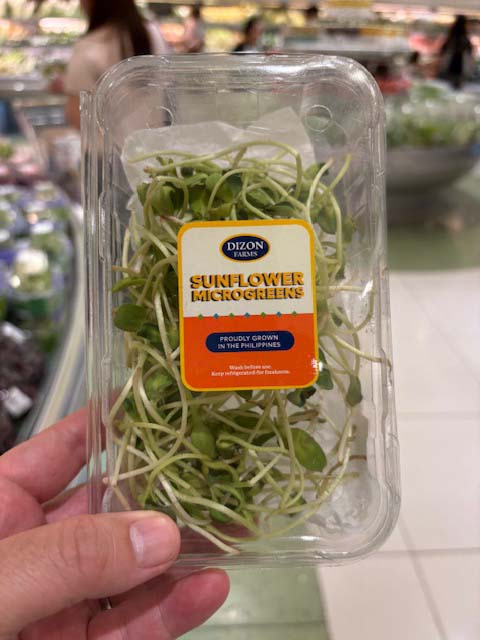 DIZON
FARMS
SUNFLOWER
MICROGREENS
PROUDLY GROWN
IN THE PHILIPPINES
Wash before use.
Keep refrigerated for freshness.